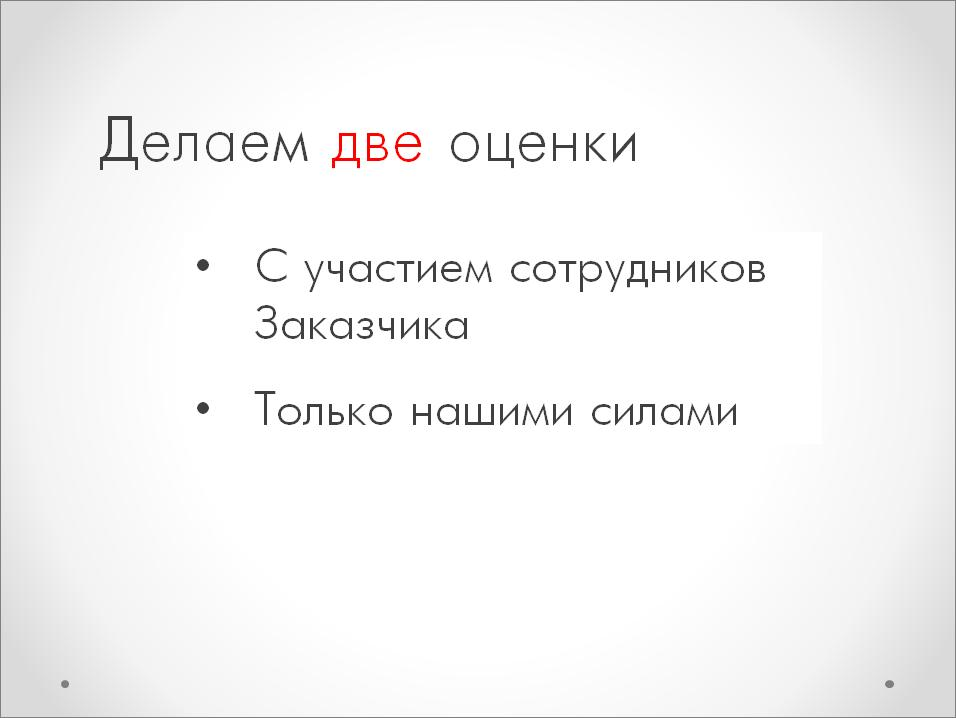 Делаем две оценки
• С участием сотрудников
Заказчика
• Только нашими силами